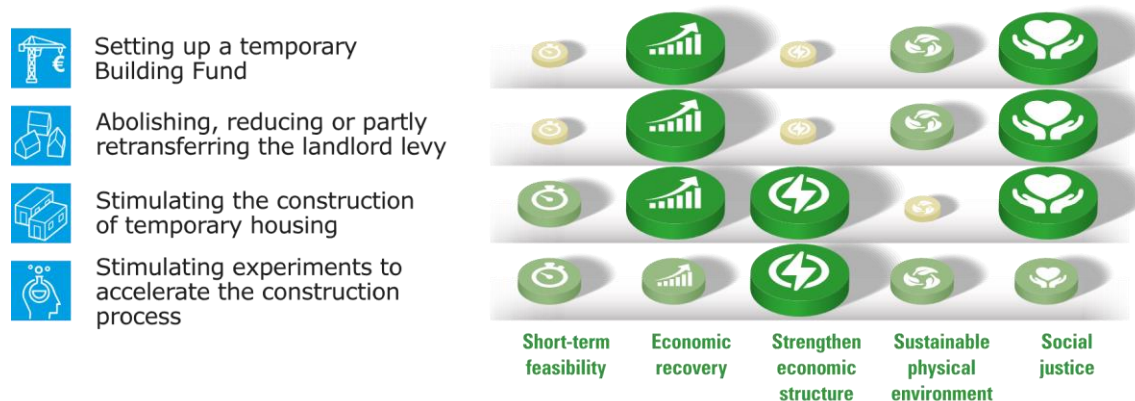 Setting up a temporary
Building Fund
€
Abolishing, reducing or partly
retransferring the landlord levy
Stimulating the construction
of temporary housing
Stimulating experiments to
accelerate the construction
process
Short-term
feasibility
Economic
recovery
Strengthen
economic
structure
Sustainable
physical
environment
Social
justice